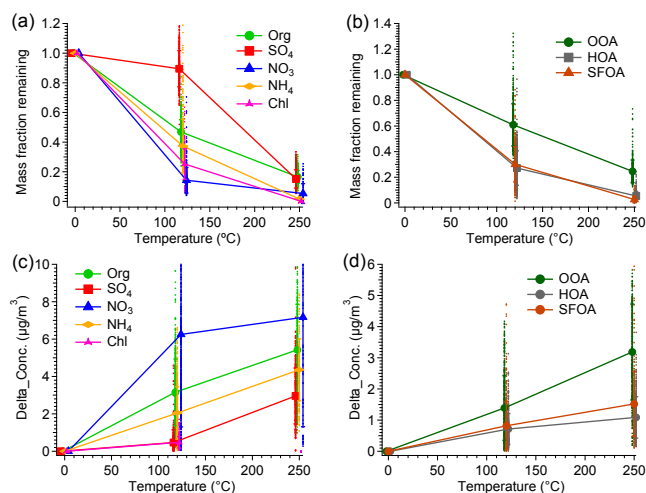 (a)
Mass fraction remaining
1.2
1.0
0.8
0.6
0.4
0.2
0
Org
SO4
NO3
NH4
Chl
0 50 100 150 200 250
Temperature (ºC)
(b)
Mass fraction remaining
1.4
1.2
1.0
0.8
0.6
0.4
0.2
0
OOA
HOA
SFOA
0 50 100 150 200 250
Temperature (°C)
(c)
Delta_Conc. (µg/m3)
10
8
6
4
2
0
Org
SO4
NO3
NH4
Chl
0 50 100 150 200 250
Temperature (°C)
(d)
Delta_Conc. (µg/m3)
6
5
4
3
2
1
0
OOA
HOA
SFOA
0 50 100 150 200 250
Temperature (°C)